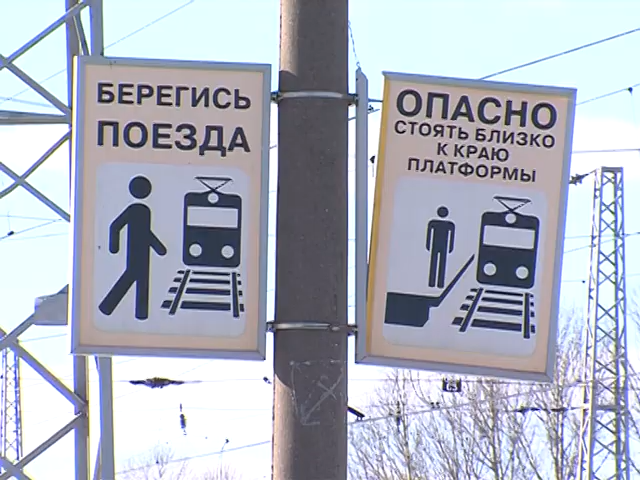 БЕРЕГИСЬ
ПОЕЗДА
ОПАСНО
СТОЯТЬ БЛИЗКО
К КРАЮ
ПЛАТФОРМЫ